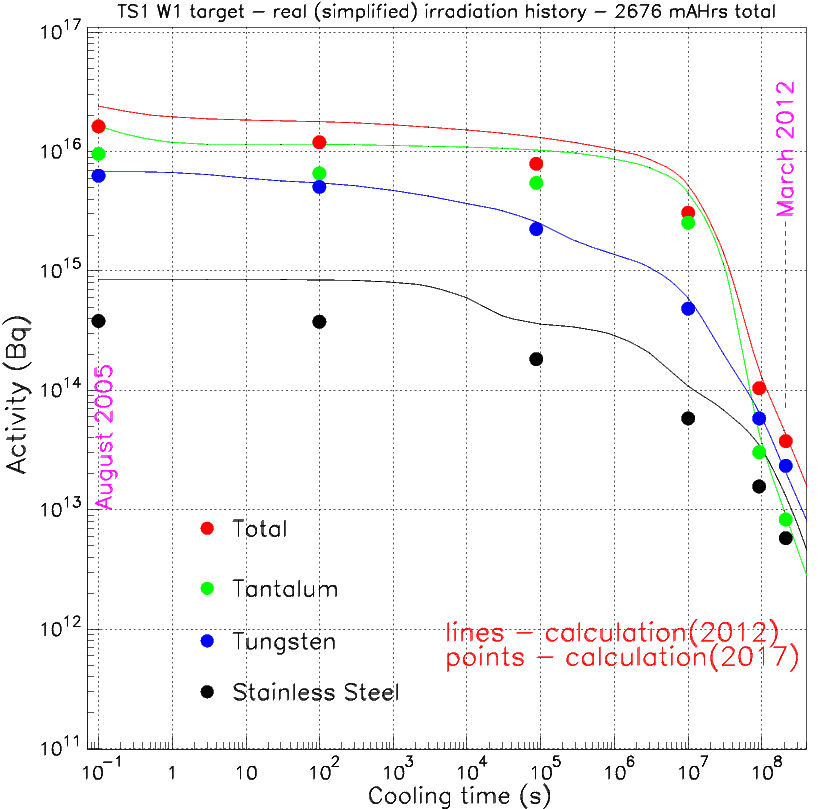 TS1 W1 target – real (simplified) irradiation history – 2676 mAHrs total
10^17
10^16
10^15
10^14
10^13
10^12
10^11
Activity (Bq)
August 2005
March 2012
Total
Tantalum
Tungsten
Stainless Steel
lines – calculation(2012)
points – calculation(2017)
10^-1 1 10 10^2 10^3 10^4 10^5 10^6 10^7 10^8
Cooling time (s)